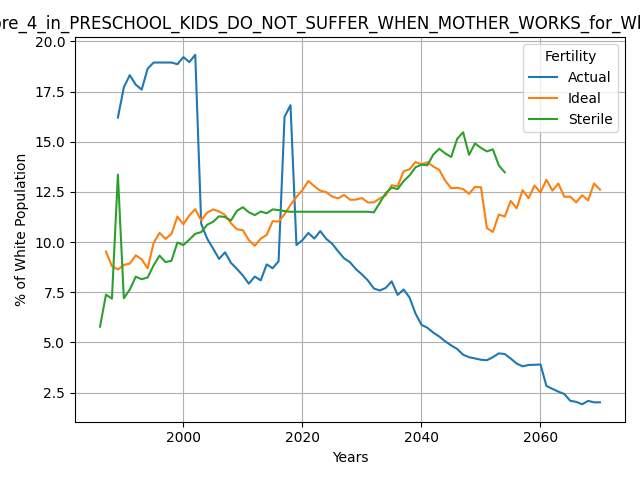 ore_4_in_PRESCHOOL_KIDS_DO_NOT_SUFFER_WHEN_MOTHER_WORKS_for_Wh
20.0
17.5
15.0
12.5
10.0
7.5
5.0
2.5
% of White Population
Fertility
Actual
Ideal
Sterile
2000
2020
2040
2060
Years